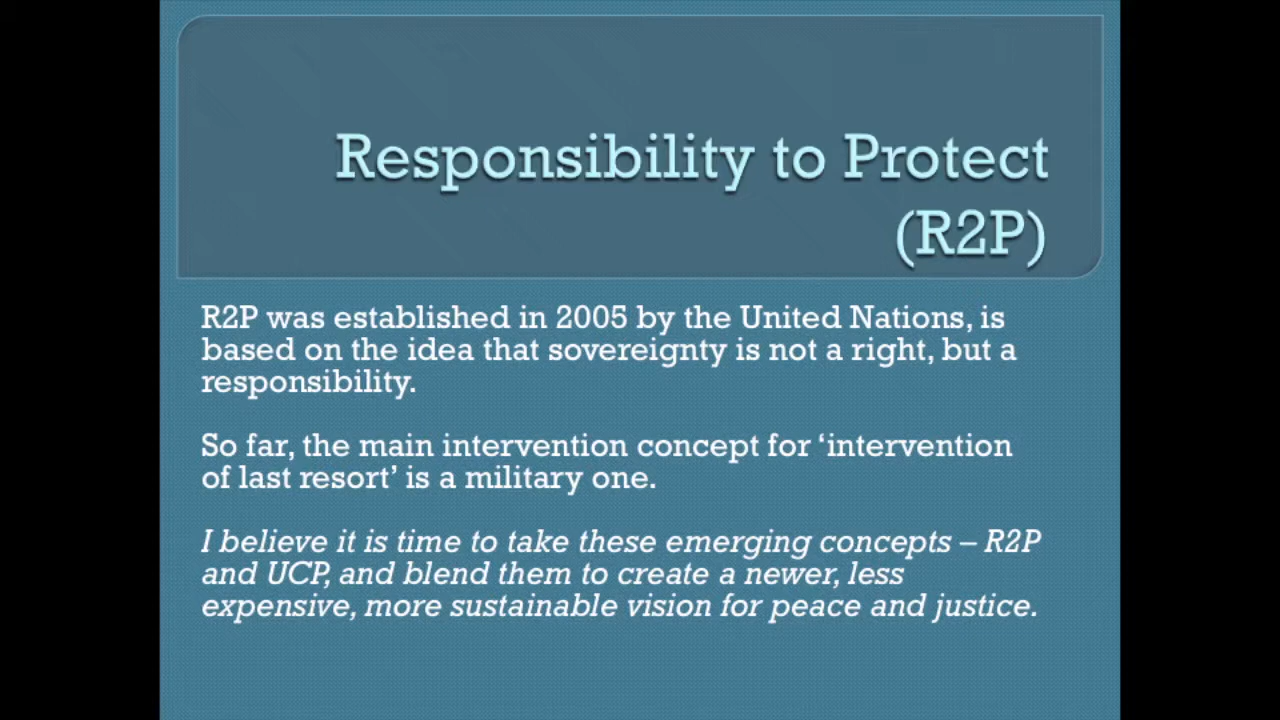 Responsibility to Protect
(R2P)
R2P was established in 2005 by the United Nations, is
based on the idea that sovereignty is not a right, but a
responsibility.
So far, the main intervention concept for ‘intervention
of last resort’ is a military one.
I believe it is time to take these emerging concepts – R2P
and UCP, and blend them to create a newer, less
expensive, more sustainable vision for peace and justice.